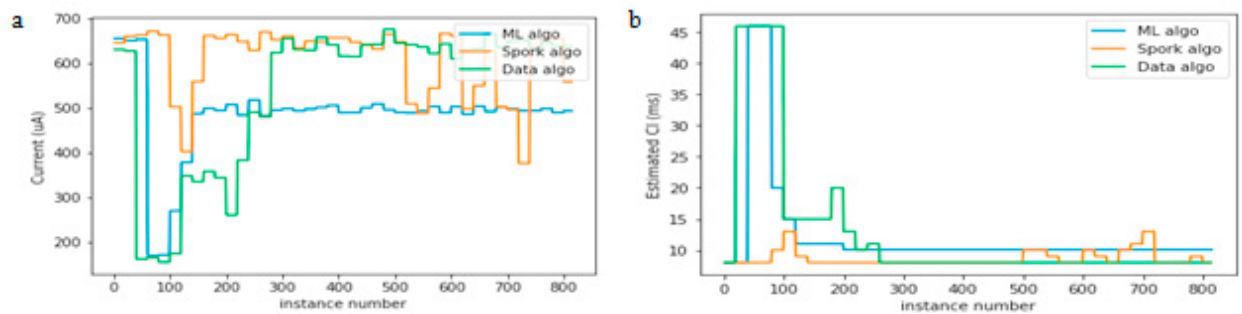 a
700
600
500
400
300
200
Current (uA)
ML algo
Spork algo
Data algo
0 100 200 300 400 500 600 700 800
instance number
b
45
40
35
30
25
20
15
10
Estimated CI (ms)
ML algo
Spork algo
Data algo
0 100 200 300 400 500 600 700 800
instance number